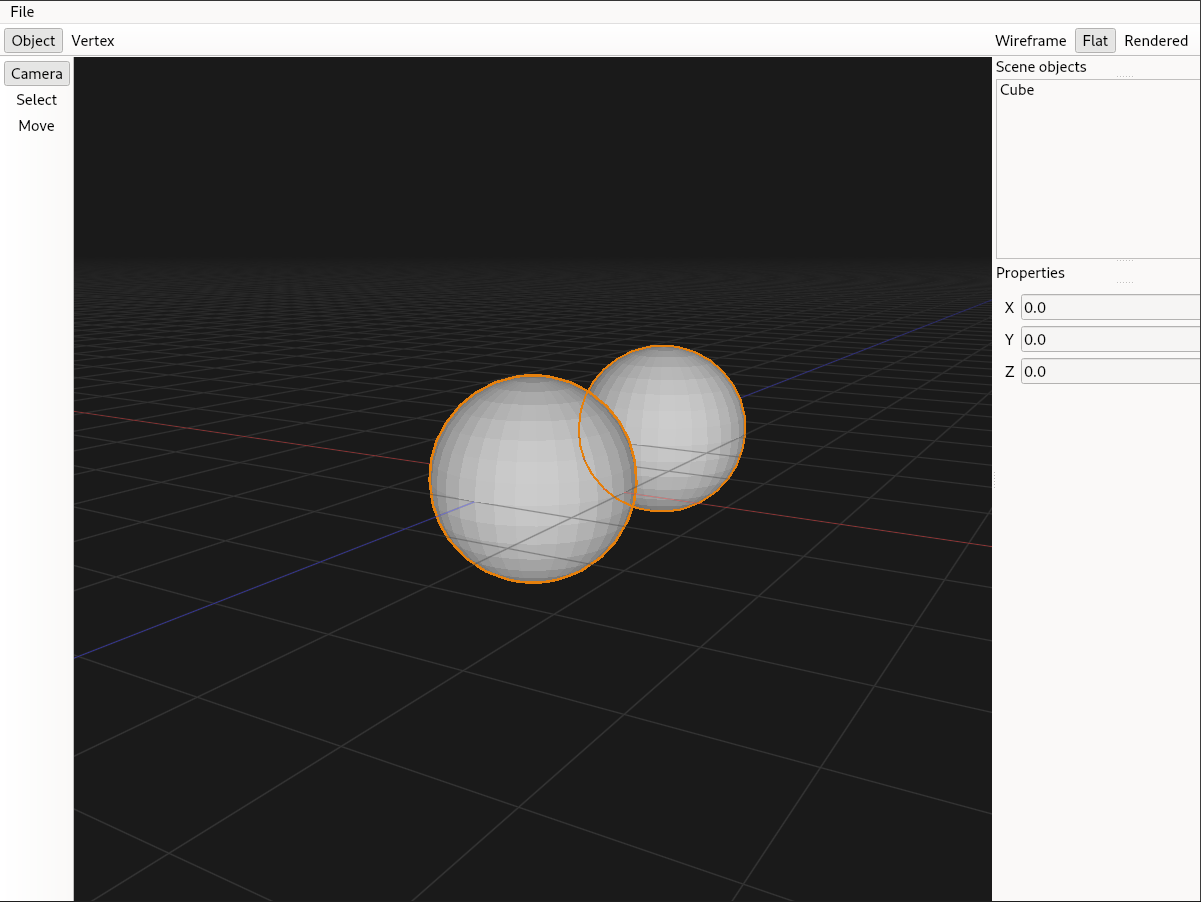 File
Object Vertex Wireframe Flat Rendered
Camera
Select
Move
Scene objects
Cube
Properties
X 0.0
Y 0.0
Z 0.0